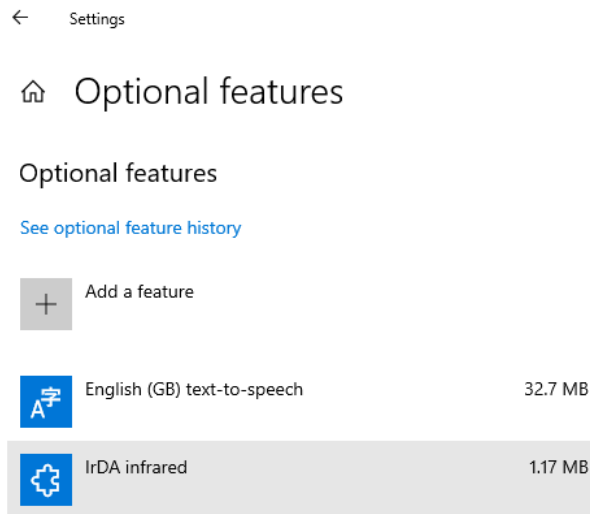 Settings
Optional features
Optional features
See optional feature history
Add a feature
English (GB) text-to-speech 32.7 MB
IrDA infrared 1.17 MB